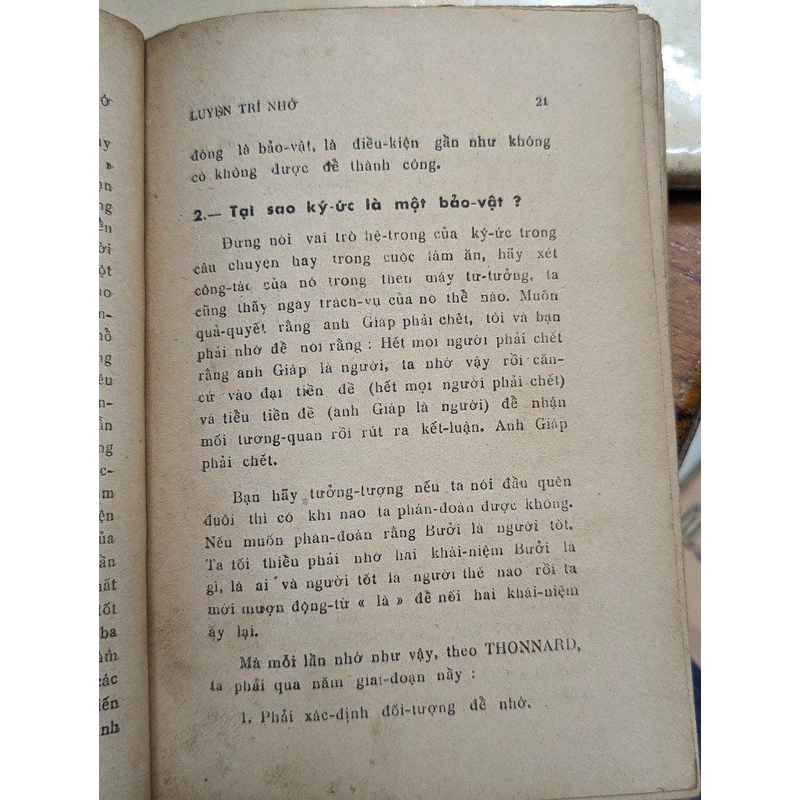 LUYỆN TRÍ NHỚ 21
đóng là bảo-vật, là điều-kiện gần như không
có không được để thành công.
2.— Tại sao ký-ức là một bảo-vật ?
Đừng nói vai trò hệ-trọng của ký-ức trong
câu chuyện hay trong cuộc làm ăn, hãy xét
công-tác của nó trong then máy tư-tưởng, ta
cũng thấy ngay trách-vụ của nó thế nào. Muốn
quả-quyết rằng anh Giáp phải chết, tôi và bạn
phải nhớ để nói rằng : Hết mọi người phải chết
rằng anh Giáp là người, ta nhớ vậy rồi căn-
cứ vào đại tiền đề (hết mọi người phải chết)
và tiểu tiền đề (anh Giáp là người) để nhận
mối tương-quan rồi rút ra kết-luận. Anh Giáp
phải chết.
Bạn hãy tưởng-tượng nếu ta nói đầu quên
đuôi thì có khi nào ta phán-đoán được không.
Nếu muốn phán-đoán rằng Bưởi là người tốt.
Ta tối thiểu phải nhớ hai khái-niệm Bưởi là
gì, là ai và người tốt là người thế nào rồi ta
mới mượn động-từ « là » để nối hai khái-niệm
ấy lại.
Mà mỗi lần nhớ như vậy, theo THONNARD,
ta phải qua năm giai-đoạn nầy :
1. Phải xác-định đối-tượng để nhớ.